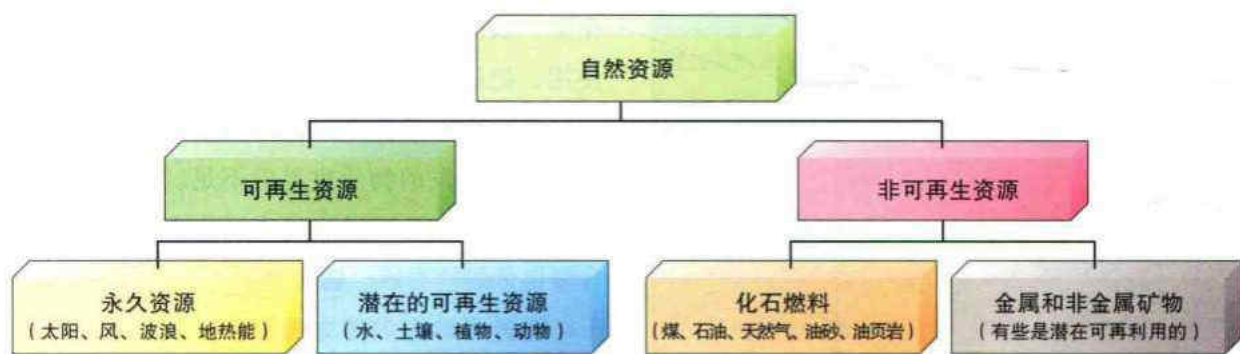 自然资源
可再生资源
非可再生资源
永久资源
（太阳、风、波浪、地热能）
潜在的可再生资源
（水、土壤、植物、动物）
化石燃料
（煤、石油、天然气、油砂、油页岩）
金属和非金属矿物
（有些是潜在可再利用的）